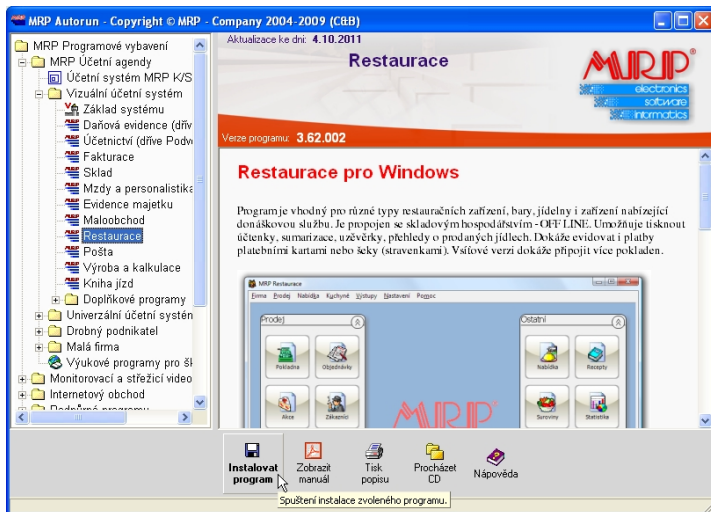 MRP Autorun - Copyright © MRP - Company 2004-2009 (C&B)
MRP Programové vybavení
MRP Účetní agendy
Účetní systém MRP K/S
Vizuální účetní systém
Základ systému
Daňová evidence (dřív
Účetnictví (dříve Podv
Fakturace
Sklad
Mzdy a personalistika
Evidence majetku
Maloobchod
Restaurace
Pošta
Výroba a kalkulace
Kniha jízd
Doplňkové programy
Univerzální účetní systén
Drobný podnikatel
Malá firma
Výukové programy pro šk
Monitorovací a střežicí video
Internetový obchod
Aktualizace ke dni: 4.10.2011
Restaurace
MRP®
electronics
software
informatics
Verze programu: 3.62.002
Restaurace pro Windows
Program je vhodný pro různé typy restauračních zařízení, bary, jídelny i zařízení nabízející
donáškovou službu. Je propojen se skladovým hospodářstvím - OFF LINE. Umožňuje tisknout
účtenky, sumarizace, uzávěrky, přehledy o prodaných jídlech. Dokáže evidovat i platby
platebními kartami nebo šeky (stravenkami). V síťové verzi dokáže připojit více pokladen.
MRP Restaurace
Firma Prodej Nabídka Kuchyně Výstupy Nastavení Pomoc
Prodej
Ostatní
Pokladna
Objednávky
Nabídka
Recepty
Akce
Zákazníci
Suroviny
Statistika
MRP®
Instalovat
program
Zobrazit
manuál
Tisk
popisu
Procházet
CD
Nápověda
Spuštění instalace zvoleného programu.